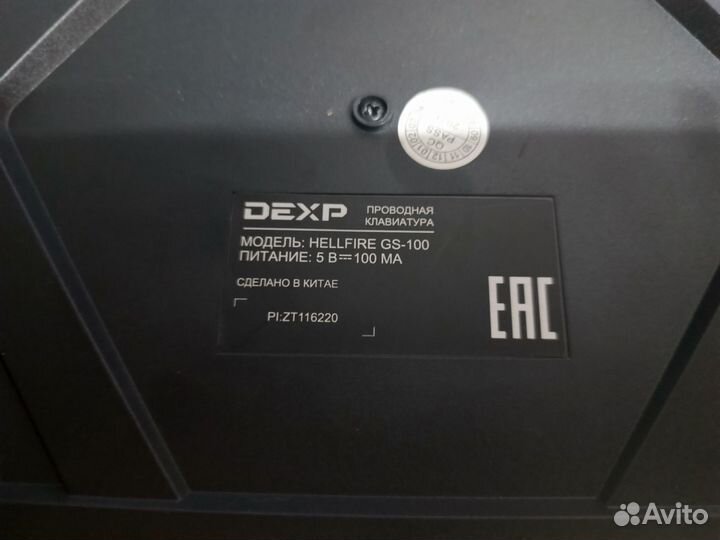 QC
PASS
DEXP ПРОВОДНАЯ
КЛАВИАТУРА
МОДЕЛЬ: HELLFIRE GS-100
ПИТАНИЕ: 5 В⎓100 МА
СДЕЛАНО В КИТАЕ
PI:ZT116220
EAC
Avito